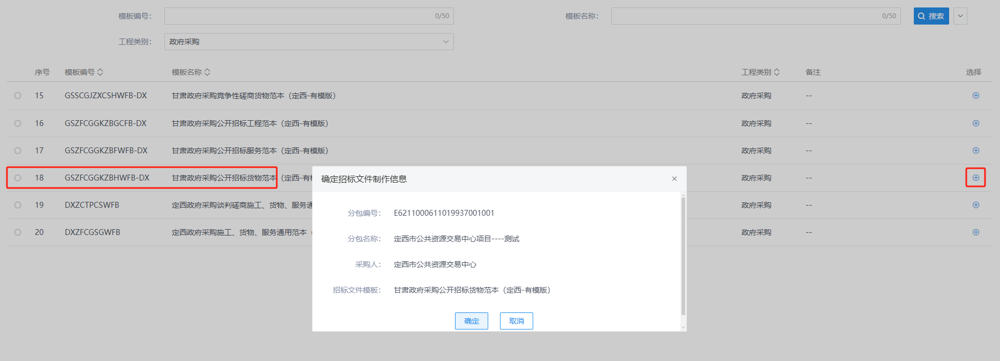 模板编号： 0/50 模板名称： 0/50 搜索
工程类别： 政府采购
序号 模板编号 模板名称 工程类别 备注 选择
15 GSSCGJZXCSHWFB-DX 甘肃政府采购竞争性磋商货物范本（定西-有模版） 政府采购 --
16 GSZFCGGKZBGCFB-DX 甘肃政府采购公开招标工程范本（定西-有模版） 政府采购 --
17 GSZFCGGKZBFWFB-DX 甘肃政府采购公开招标服务范本（定西-有模版） 政府采购 --
18 GSZFCGGKZBHWFB-DX 甘肃政府采购公开招标货物范本（定西-有 政府采购 --
19 DXZCTPCSWFB 定西政府采购谈判磋商施工、货物、服务通 政府采购 --
20 DXZFCGSGWFB 定西政府采购施工、货物、服务通用范本（ 政府采购 --
确定招标文件制作信息
分包编号： E6211000611019937001001
分包名称： 定西市公共资源交易中心项目----测试
采购人： 定西市公共资源交易中心
招标文件模板： 甘肃政府采购公开招标货物范本（定西-有模版）
确定 取消